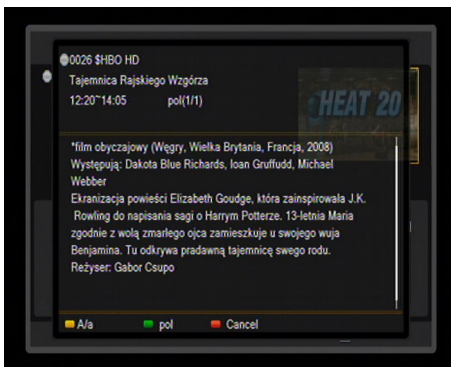 0026 $HBO HD
Tajemnica Rajskiego Wzgórza
12:20~14:05 pol(1/1)
HEAT 20
*film obyczajowy (Węgry, Wielka Brytania, Francja, 2008)
Występują: Dakota Blue Richards, Ioan Gruffudd, Michael
Webber
Ekranizacja powieści Elizabeth Goudge, która zainspirowała J.K.
Rowling do napisania sagi o Harrym Potterze. 13-letnia Maria
zgodnie z wolą zmarłego ojca zamieszkuje u swojego wuja
Benjamina. Tu odkrywa pradawną tajemnicę swego rodu.
Reżyser: Gabor Csupo
A/a pol Cancel